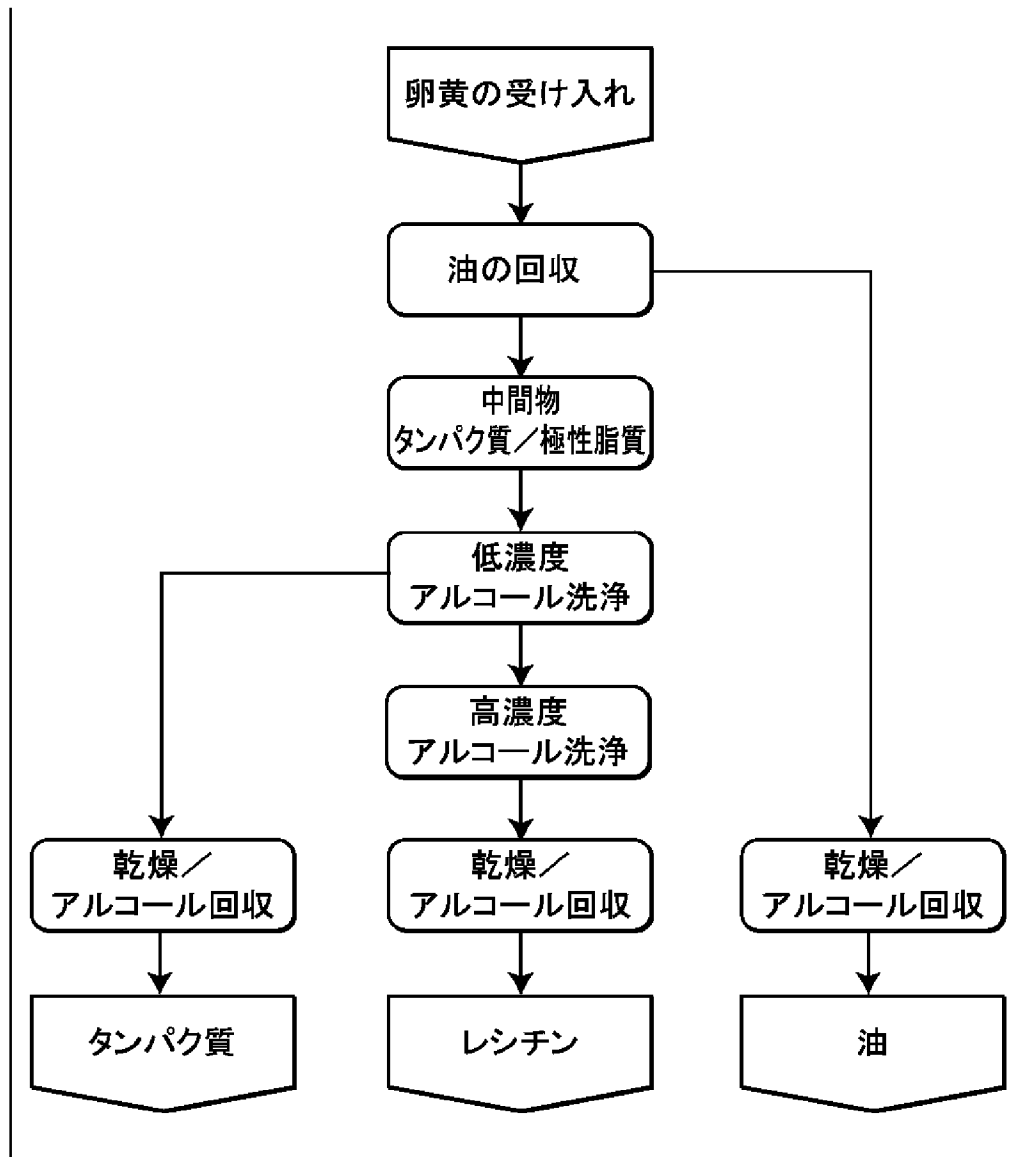 卵黄の受け入れ
油の回収
中間物
タンパク質／極性脂質
低濃度
アルコール洗浄
高濃度
アルコール洗浄
乾燥／
アルコール回収
乾燥／
アルコール回収
乾燥／
アルコール回収
タンパク質
レシチン
油